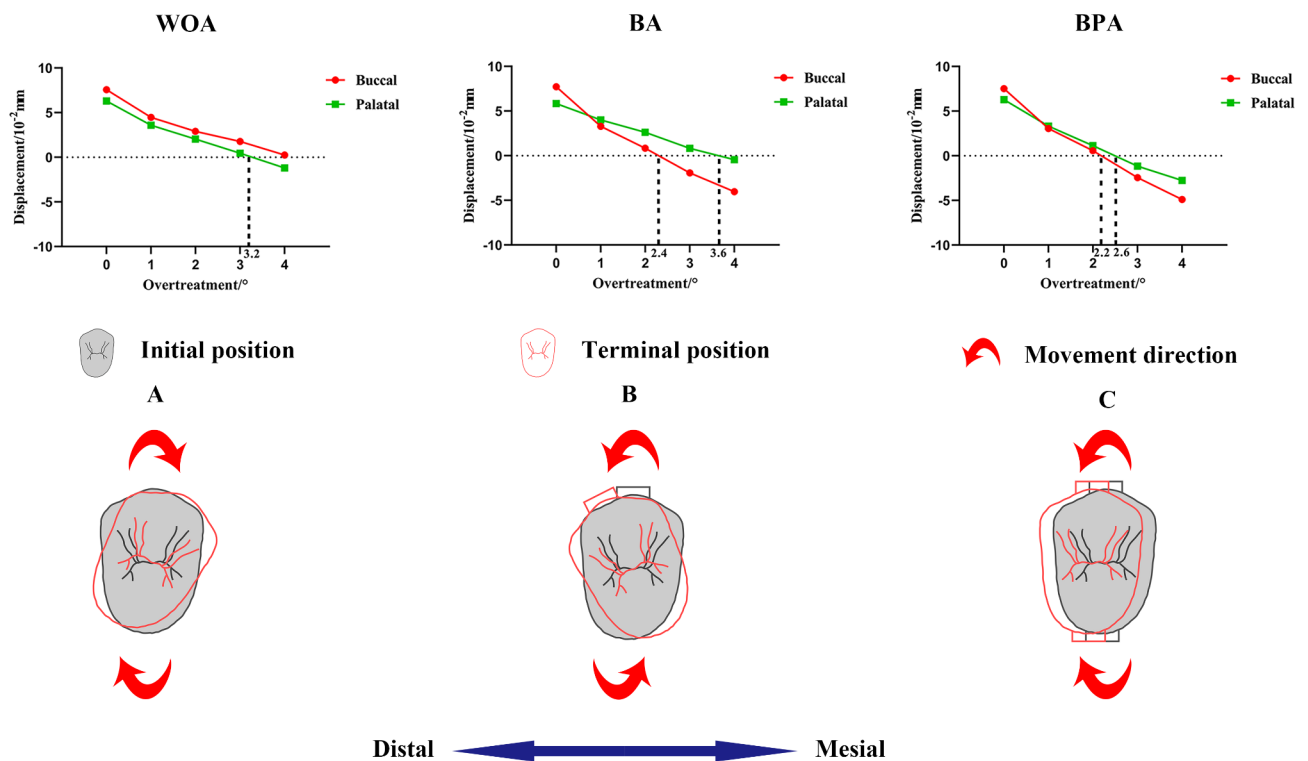 WOA
BA
BPA
Displacement/10⁻²mm
10
5
0
-5
-10
0
1
2
3
4
3.2
Overtreatment/°
Buccal
Palatal
Displacement/10⁻²mm
10
5
0
-5
-10
0
1
2
3
4
2.4
3.6
Overtreatment/°
Buccal
Palatal
Displacement/10⁻²mm
10
5
0
-5
-10
0
1
2
3
4
2.2
2.6
Overtreatment/°
Buccal
Palatal
Initial position
Terminal position
Movement direction
A
B
C
Distal
Mesial